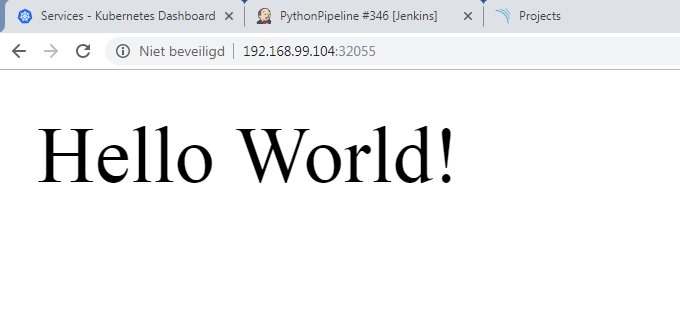 Services - Kubernetes Dashboard
PythonPipeline #346 [Jenkins]
Projects
Niet beveiligd
192.168.99.104:32055
Hello World!